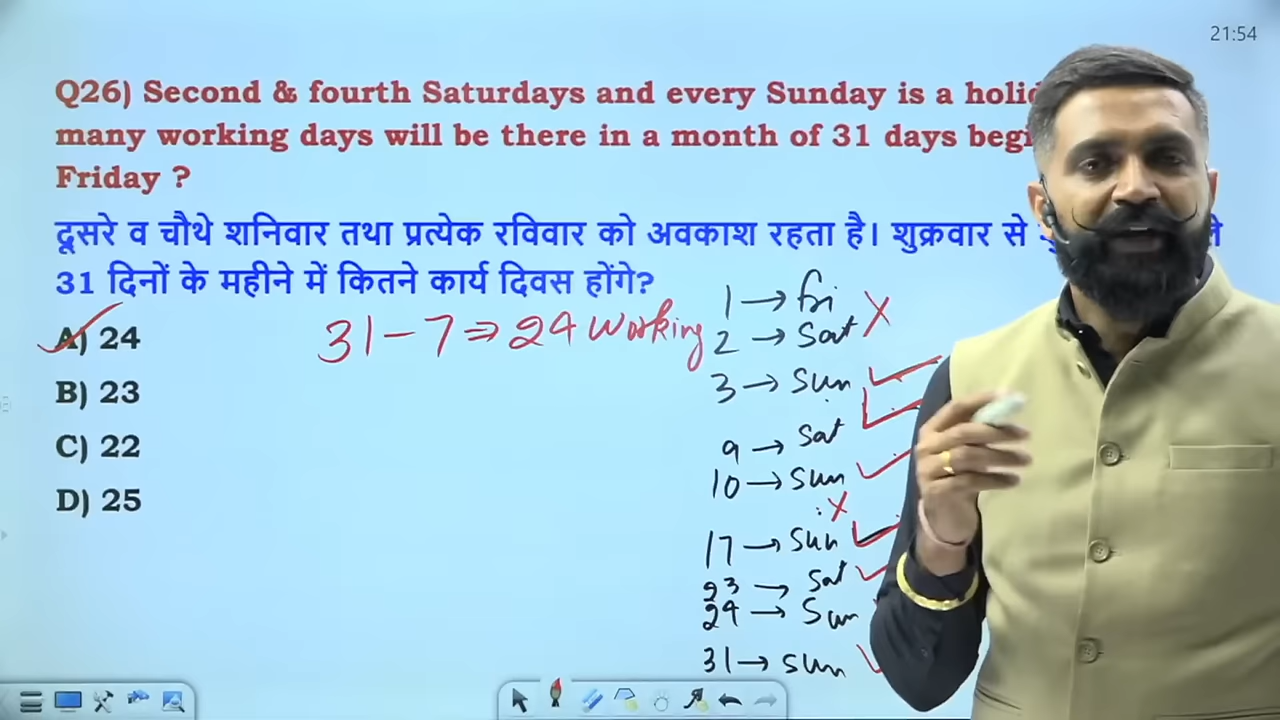 21:54
Q26) Second & fourth Saturdays and every Sunday is a
many working days will be there in a month of 31 days
Friday ?
दूसरे व चौथे शनिवार तथा प्रत्येक रविवार को अवकाश रहता है। शुक्रवार से
31 दिनों के महीने में कितने कार्य दिवस होंगे?
A) 24
B) 23
C) 22
D) 25
31 - 7 ⇒ 24 working
1 → fri
2 → Sat X
3 → Sun
9 → Sat
10 → Sun
: X
17 → Sun
23 → Sat
24 → Sun
31 → Sun